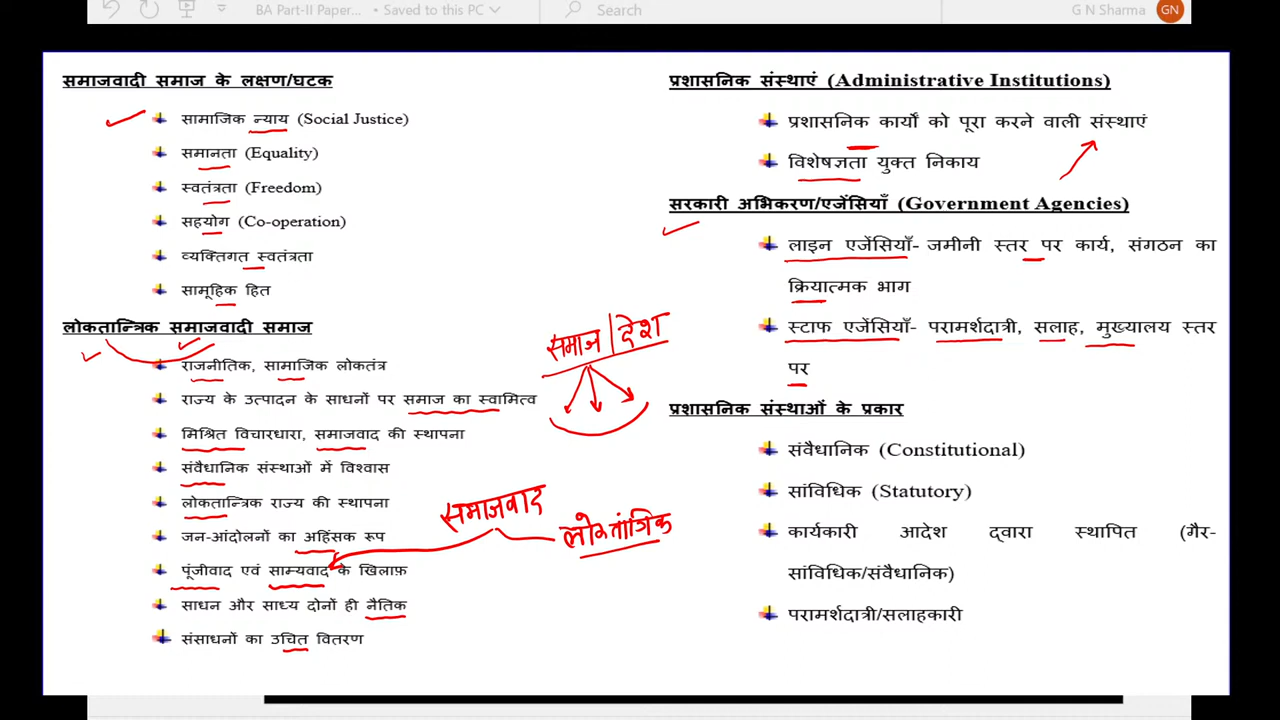 BA Part-II Paper... • Saved to this PC
Search
G N Sharma
GN
समाजवादी समाज के लक्षण/घटक
सामाजिक न्याय (Social Justice)
समानता (Equality)
स्वतंत्रता (Freedom)
सहयोग (Co-operation)
व्यक्तिगत स्वतंत्रता
सामूहिक हित
लोकतान्त्रिक समाजवादी समाज
राजनीतिक, सामाजिक लोकतंत्र
राज्य के उत्पादन के साधनों पर समाज का स्वामित्व
मिश्रित विचारधारा, समाजवाद की स्थापना
संवैधानिक संस्थाओं में विश्वास
लोकतान्त्रिक राज्य की स्थापना
जन-आंदोलनों का अहिंसक रूप
पूंजीवाद एवं साम्यवाद के खिलाफ़
साधन और साध्य दोनों ही नैतिक
संसाधनों का उचित वितरण
समाज | देश
समाजवाद
लोकतांत्रिक
प्रशासनिक संस्थाएं (Administrative Institutions)
प्रशासनिक कार्यों को पूरा करने वाली संस्थाएं
विशेषज्ञता युक्त निकाय
सरकारी अभिकरण/एजेंसियाँ (Government Agencies)
लाइन एजेंसियाँ- जमीनी स्तर पर कार्य, संगठन का
क्रियात्मक भाग
स्टाफ एजेंसियाँ- परामर्शदात्री, सलाह, मुख्यालय स्तर
पर
प्रशासनिक संस्थाओं के प्रकार
संवैधानिक (Constitutional)
सांविधिक (Statutory)
कार्यकारी आदेश द्वारा स्थापित (गैर-
सांविधिक/संवैधानिक)
परामर्शदात्री/सलाहकारी